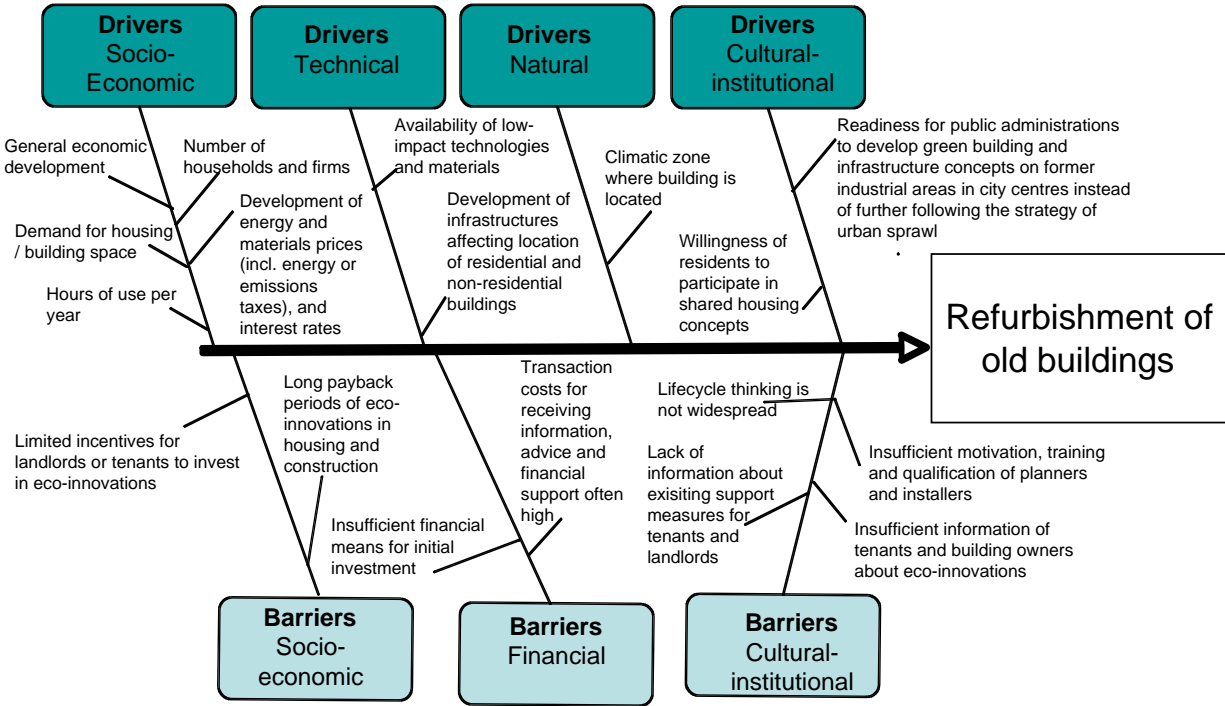 Drivers
Socio-
Economic
Drivers
Technical
Drivers
Natural
Drivers
Cultural-
institutional
General economic
development
Number of
households and firms
Demand for housing
/ building space
Development of
energy and
materials prices
(incl. energy or
emissions
taxes), and
interest rates
Hours of use per
year
Availability of low-
impact technologies
and materials
Development of
infrastructures
affecting location
of residential and
non-residential
buildings
Climatic zone
where building is
located
Willingness of
residents to
participate in
shared housing
concepts
Readiness for public administrations
to develop green building and
infrastructure concepts on former
industrial areas in city centres instead
of further following the strategy of
urban sprawl
Refurbishment of
old buildings
Limited incentives for
landlords or tenants to invest
in eco-innovations
Long payback
periods of eco-
innovations in
housing and
construction
Insufficient financial
means for initial
investment
Transaction
costs for
receiving
information,
advice and
financial
support often
high
Lifecycle thinking is
not widespread
Lack of
information about
exisiting support
measures for
tenants and
landlords
Insufficient motivation, training
and qualification of planners
and installers
Insufficient information of
tenants and building owners
about eco-innovations
Barriers
Socio-
economic
Barriers
Financial
Barriers
Cultural-
institutional